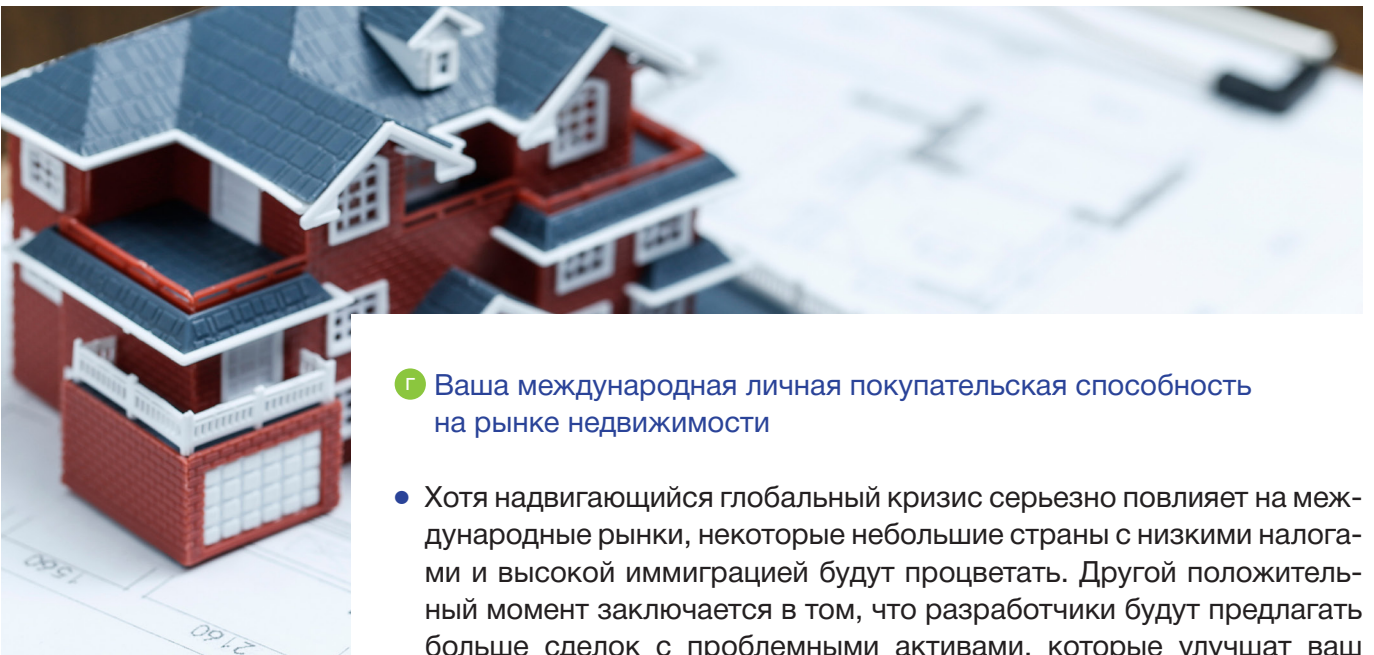 г Ваша международная личная покупательская способность
на рынке недвижимости
• Хотя надвигающийся глобальный кризис серьезно повлияет на меж-
дународные рынки, некоторые небольшие страны с низкими налога-
ми и высокой иммиграцией будут процветать. Другой положитель-
ный момент заключается в том, что разработчики будут предлагать
больше сделок с проблемными активами, которые улучшат ваш
1560
2160